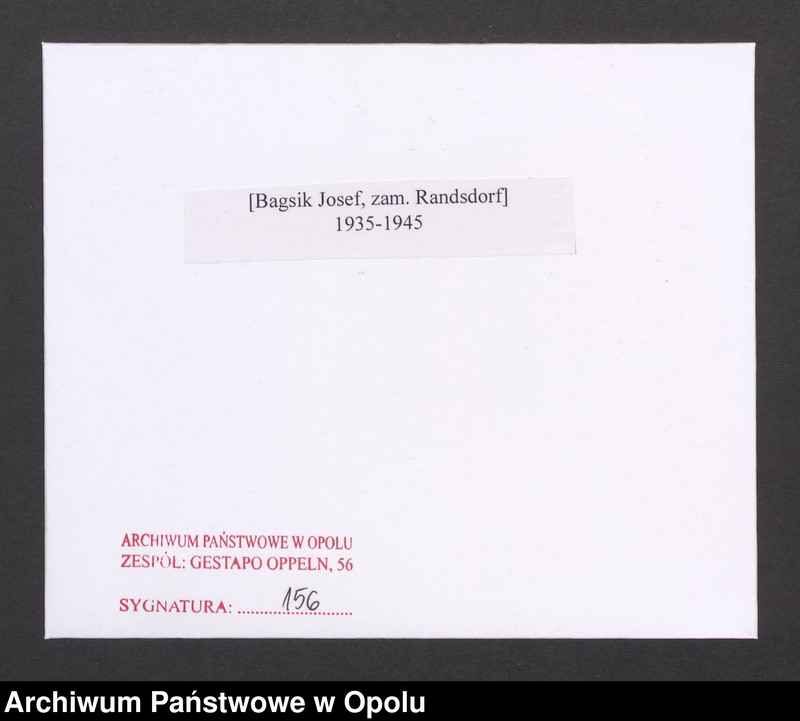 [Bagsik Josef, zam. Randsdorf]
1935-1945
ARCHIWUM PAŃSTWOWE W OPOLU
ZESPÓŁ: GESTAPO OPPELN, 56
SYGNATURA: ........156........
Archiwum Państwowe w Opolu